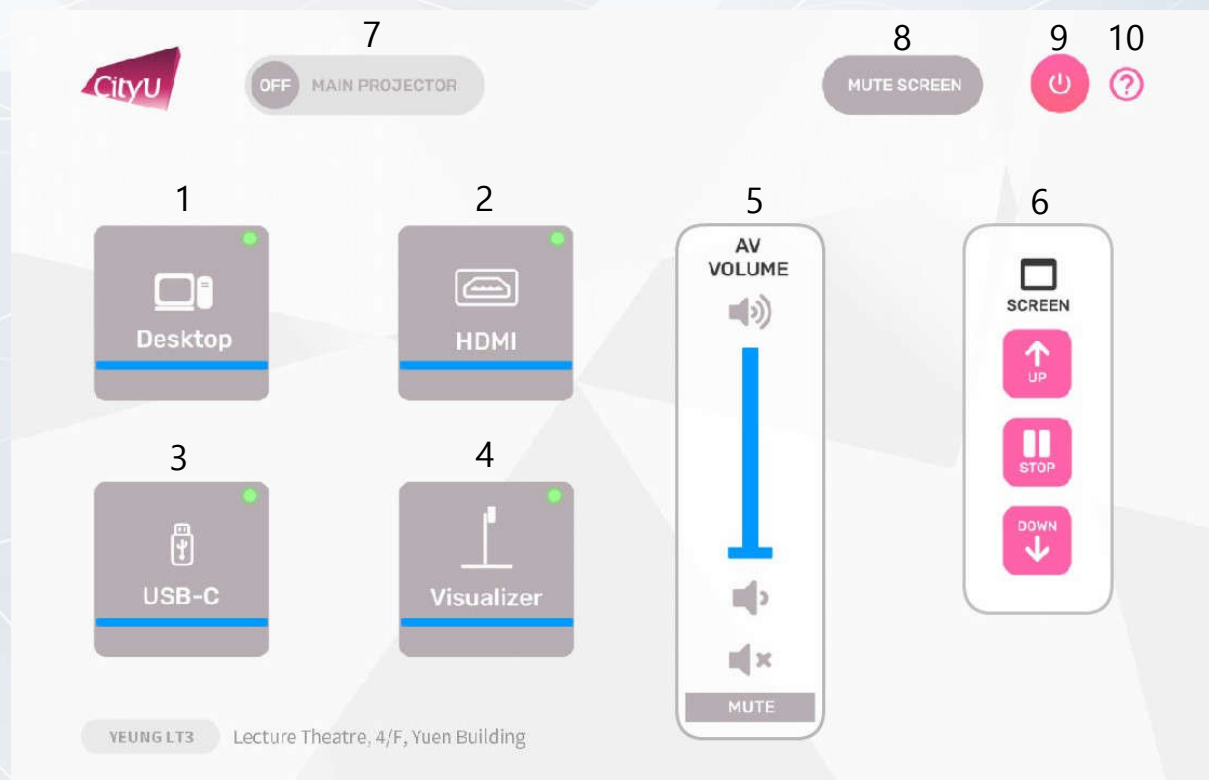 7
8
9
10
CityU
OFF MAIN PROJECTOR
MUTE SCREEN
1
2
5
6
Desktop
HDMI
AV
VOLUME
SCREEN
UP
STOP
DOWN
3
4
USB-C
Visualizer
MUTE
YEUNG LT3 Lecture Theatre, 4/F, Yuen Building